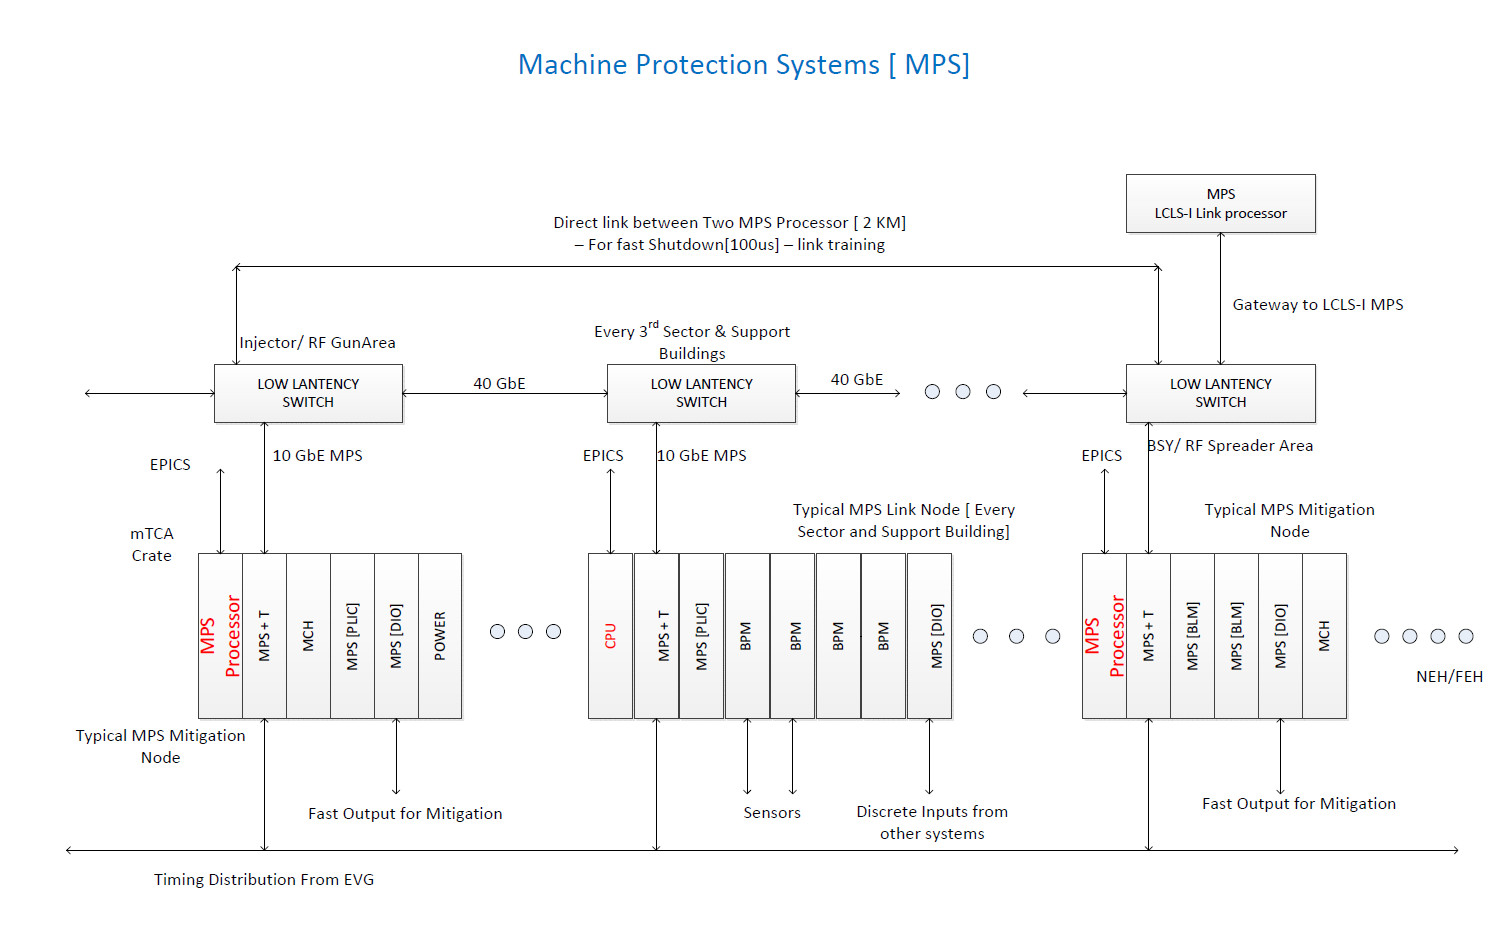 Machine Protection Systems [ MPS]
MPS
LCLS-I Link processor
Direct link between Two MPS Processor [ 2 KM]
– For fast Shutdown[100us] – link training
Gateway to LCLS-I MPS
Injector/ RF GunArea
Every 3rd Sector & Support
Buildings
LOW LANTENCY
SWITCH
40 GbE
LOW LANTENCY
SWITCH
40 GbE
LOW LANTENCY
SWITCH
EPICS
10 GbE MPS
EPICS
10 GbE MPS
EPICS
BSY/ RF Spreader Area
mTCA
Crate
Typical MPS Link Node [ Every
Sector and Support Building]
Typical MPS Mitigation
Node
MPS
Processor
MPS + T
MCH
MPS [PLIC]
MPS [DIO]
POWER
CPU
MPS + T
MPS [PLIC]
BPM
BPM
BPM
BPM
MPS [DIO]
MPS
Processor
MPS + T
MPS [BLM]
MPS [BLM]
MPS [DIO]
MCH
NEH/FEH
Typical MPS Mitigation
Node
Fast Output for Mitigation
Sensors
Discrete Inputs from
other systems
Fast Output for Mitigation
Timing Distribution From EVG